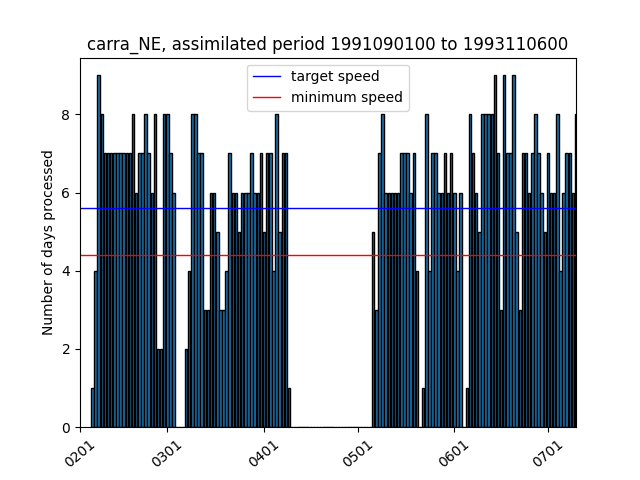 carra_NE, assimilated period 1991090100 to 1993110600
target speed
minimum speed
Number of days processed
8
6
4
2
0
0201
0301
0401
0501
0601
0701